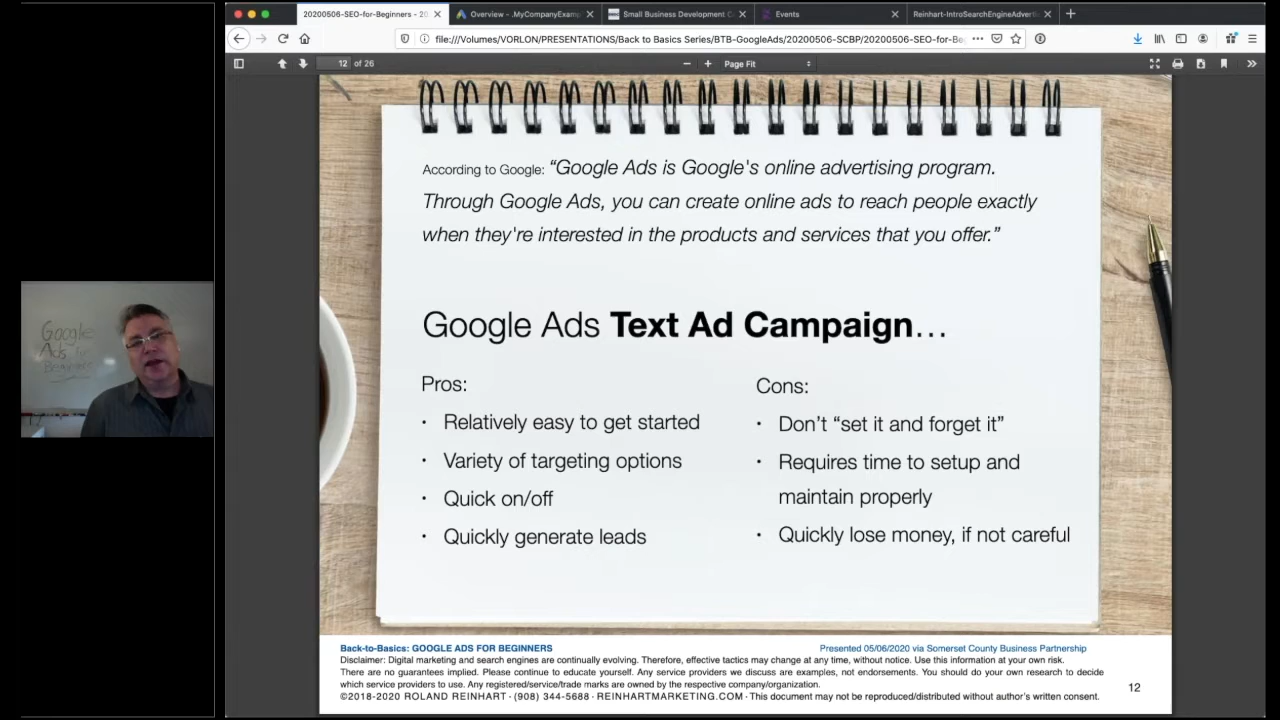 20200506-SEO-for-Beginners - 20
Overview - .MyCompanyExam
Small Business Development C
Events
Reinhart-IntroSearchEngineAdverti
file:///Volumes/VORLON/PRESENTATIONS/Back to Basics Series/BTB-GoogleAds/20200506-SCBP/20200506-SEO-for-Be
12 of 26
Page Fit
According to Google: “Google Ads is Google's online advertising program.
Through Google Ads, you can create online ads to reach people exactly
when they're interested in the products and services that you offer.”
Google Ads Text Ad Campaign…
Pros:
• Relatively easy to get started
• Variety of targeting options
• Quick on/off
• Quickly generate leads
Cons:
• Don’t “set it and forget it”
• Requires time to setup and
maintain properly
• Quickly lose money, if not careful
Google
Ads for
Beginners
Back-to-Basics: GOOGLE ADS FOR BEGINNERS
Presented 05/06/2020 via Somerset County Business Partnership
Disclaimer: Digital marketing and search engines are continually evolving. Therefore, effective tactics may change at any time, without notice. Use this information at your own risk.
There are no guarantees implied. Please continue to educate yourself. Any service providers we discuss are examples, not endorsements. You should do your own research to decide
which service providers to use. Any registered/service/trade marks are owned by the respective company/organization.
©2018-2020 ROLAND REINHART · (908) 344-5688 · REINHARTMARKETING.COM · This document may not be reproduced/distributed without author’s written consent.
12